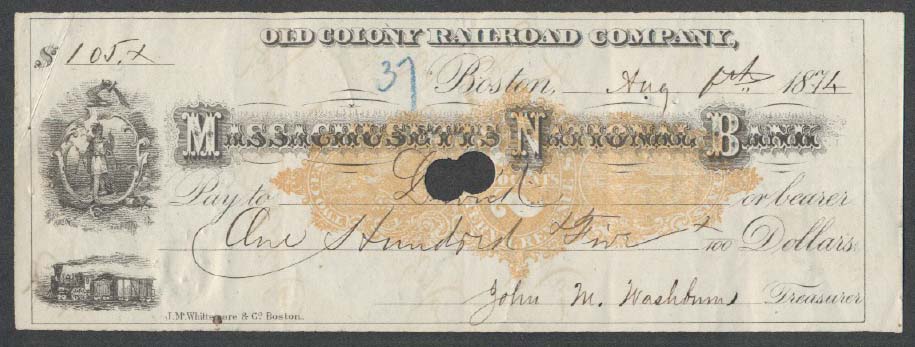 OLD COLONY RAILROAD COMPANY,
$ 105.x
37
Boston, Aug 1874
MASSACHUSETTS NATIONAL BANK
Pay to or bearer
One Hundred & Five x/100 Dollars
John M. Washburn Treasurer
J.M. Whittemore & Co. Boston.